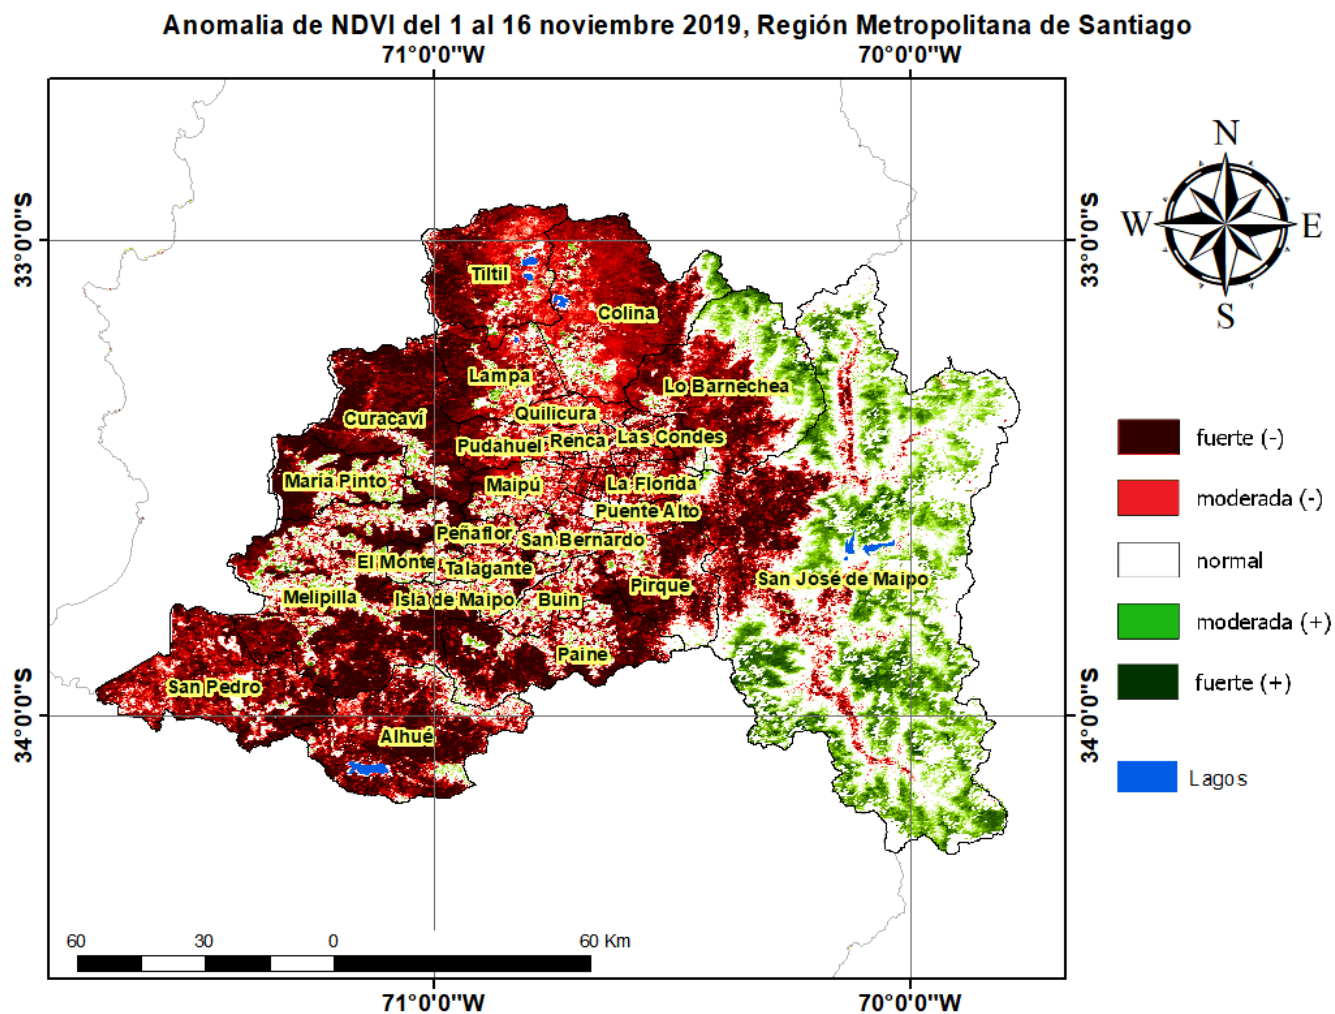 Anomalia de NDVI del 1 al 16 noviembre 2019, Región Metropolitana de Santiago
71°0'0"W
70°0'0"W
N
W
E
S
33°0'0"S
33°0'0"S
Tiltil
Colina
Lampa
Lo Barnechea
Curacaví
Quilicura
Pudahuel
Renca
Las Condes
María Pinto
Maipú
La Florida
Puente Alto
Peñaflor
San Bernardo
El Monte
Talagante
San José de Maipo
Melipilla
Isla de Maipo
Buin
Pirque
Paine
San Pedro
Alhué
34°0'0"S
34°0'0"S
fuerte (-)
moderada (-)
normal
moderada (+)
fuerte (+)
Lagos
60
30
0
60 Km
71°0'0"W
70°0'0"W